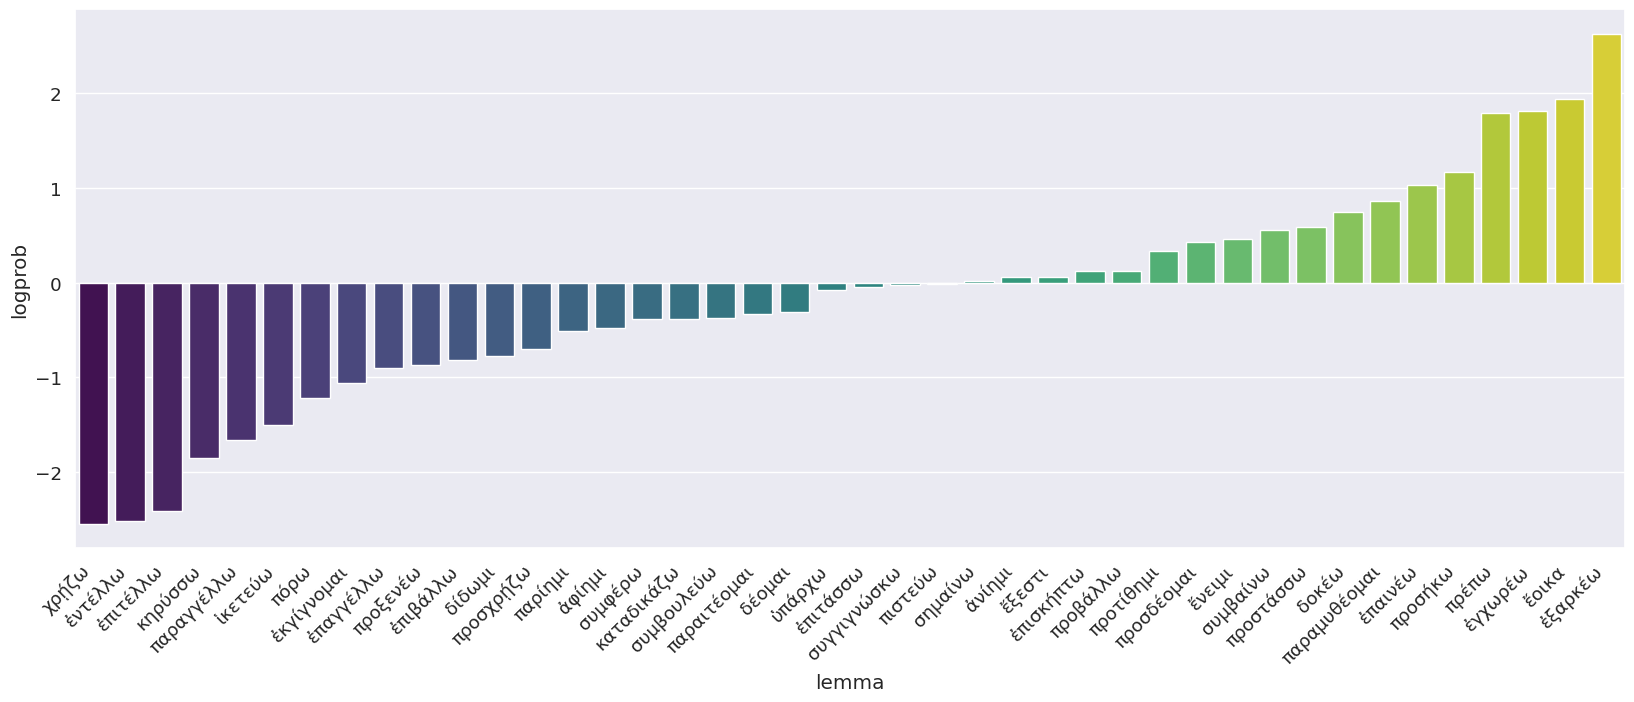 logprob
2
1
0
−1
−2
χρήζω
ἐντέλλω
ἐπιτέλλω
κηρύσσω
παραγγέλλω
ἱκετεύω
πόρω
ἐκγίγνομαι
ἐπαγγέλλω
προξενέω
ἐπιβάλλω
δίδωμι
προσχρῄζω
παρίημι
ἀφίημι
συμφέρω
καταδικάζω
συμβουλεύω
παραιτέομαι
δέομαι
ὑπάρχω
ἐπιτάσσω
συγγιγνώσκω
πιστεύω
σημαίνω
ἀνίημι
ἔξεστι
ἐπισκήπτω
προβάλλω
προτίθημι
προσδέομαι
ἔνειμι
συμβαίνω
προστάσσω
δοκέω
παραμυθέομαι
ἐπαινέω
προσήκω
πρέπω
ἐγχωρέω
ἔοικα
ἐξαρκέω
lemma